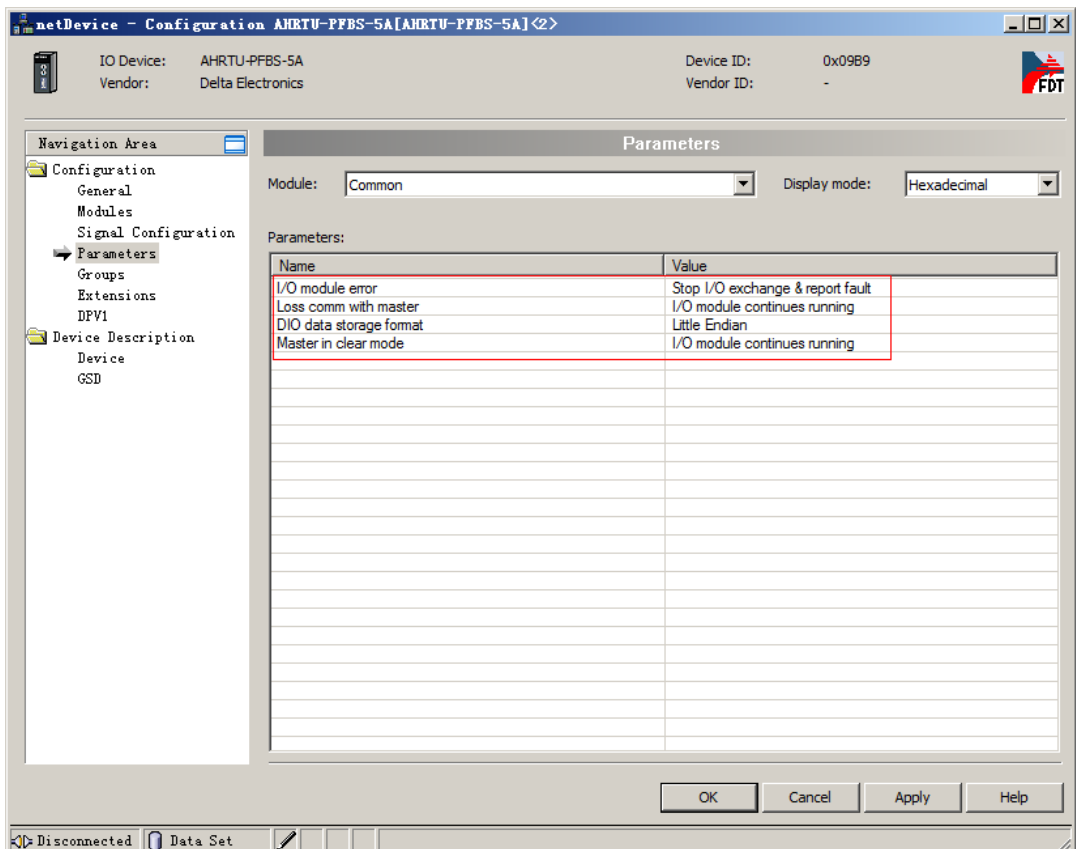 netDevice - Configuration AHRTU-PFBS-5A[AHRTU-PFBS-5A]<2>
IO Device: AHRTU-PFBS-5A Device ID: 0x09B9
Vendor: Delta Electronics Vendor ID: -
FDT
Navigation Area
Configuration
General
Modules
Signal Configuration
Parameters
Groups
Extensions
DPV1
Device Description
Device
GSD
Parameters
Module: Common Display mode: Hexadecimal
Parameters:
Name Value
I/O module error Stop I/O exchange & report fault
Loss comm with master I/O module continues running
DIO data storage format Little Endian
Master in clear mode I/O module continues running
OK Cancel Apply Help
Disconnected Data Set